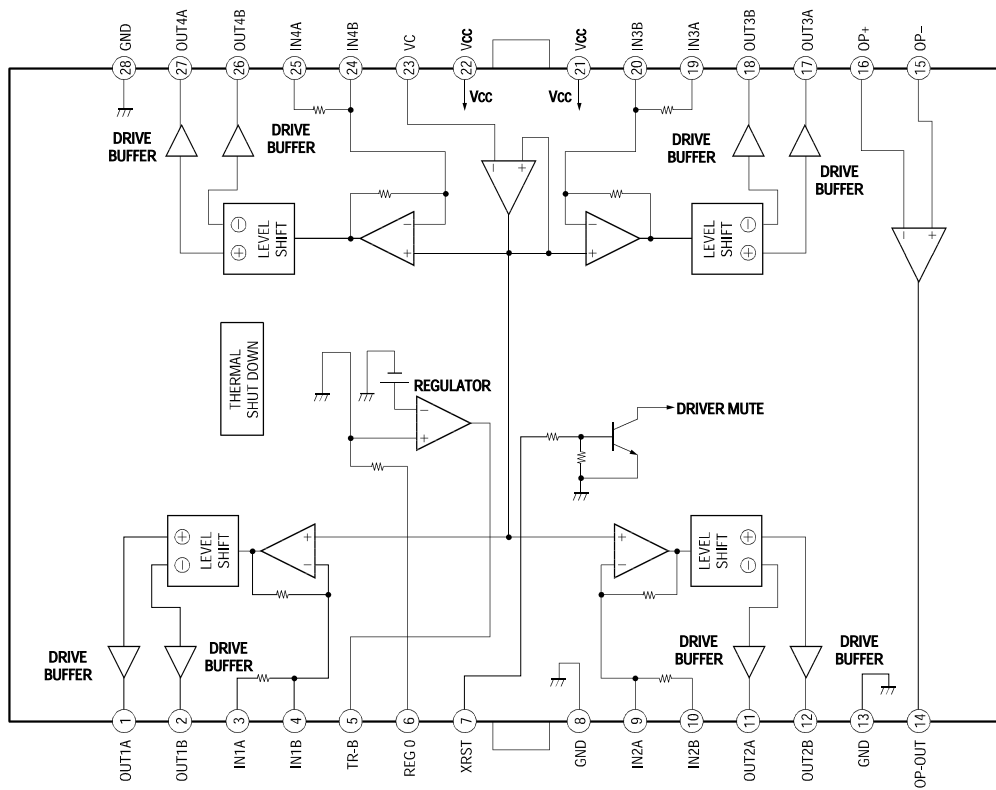 GND
OUT4A
OUT4B
IN4A
IN4B
VC
VCC
VCC
IN3B
IN3A
OUT3B
OUT3A
OP+
OP−
28
27
26
25
24
23
22
21
20
19
18
17
16
15
Vcc
Vcc
DRIVE
BUFFER
DRIVE
BUFFER
DRIVE
BUFFER
DRIVE
BUFFER
− +
− +
LEVEL
SHIFT
− +
− +
− +
LEVEL
SHIFT
− +
THERMAL
SHUT DOWN
REGULATOR
− +
DRIVER MUTE
+ −
LEVEL
SHIFT
+ −
+ −
LEVEL
SHIFT
+ −
DRIVE
BUFFER
DRIVE
BUFFER
DRIVE
BUFFER
DRIVE
BUFFER
1
2
3
4
5
6
7
8
9
10
11
12
13
14
OUT1A
OUT1B
IN1A
IN1B
TR-B
REG 0
XRST
GND
IN2A
IN2B
OUT2A
OUT2B
GND
OP-OUT